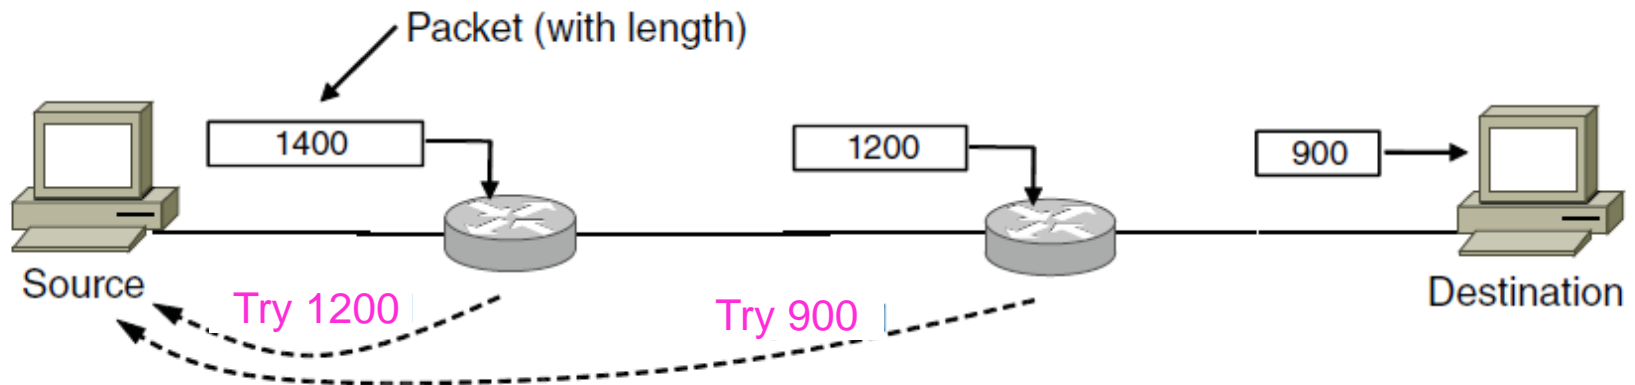 Packet (with length)
1400
1200
900
Source
Try 1200
Try 900
Destination